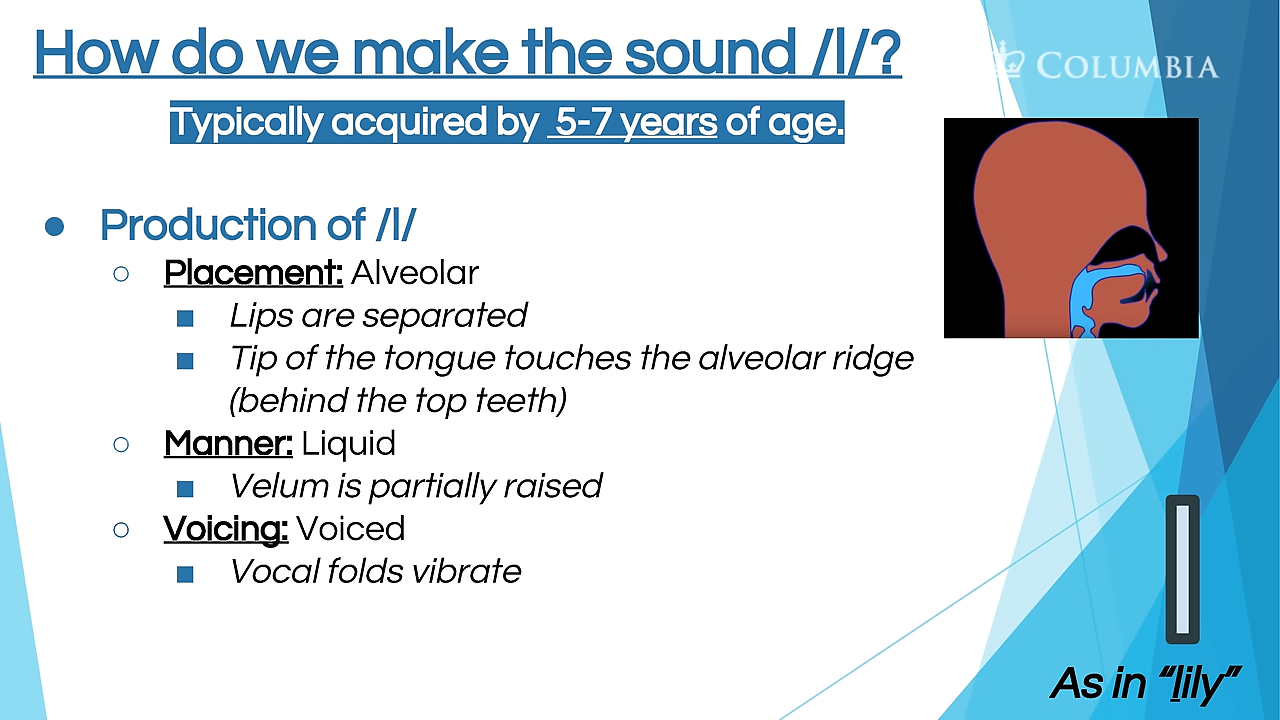 How do we make the sound /l/?
COLUMBIA
Typically acquired by 5-7 years of age.
● Production of /l/
○ Placement: Alveolar
■ Lips are separated
■ Tip of the tongue touches the alveolar ridge
(behind the top teeth)
○ Manner: Liquid
■ Velum is partially raised
○ Voicing: Voiced
■ Vocal folds vibrate
l
As in “lily”